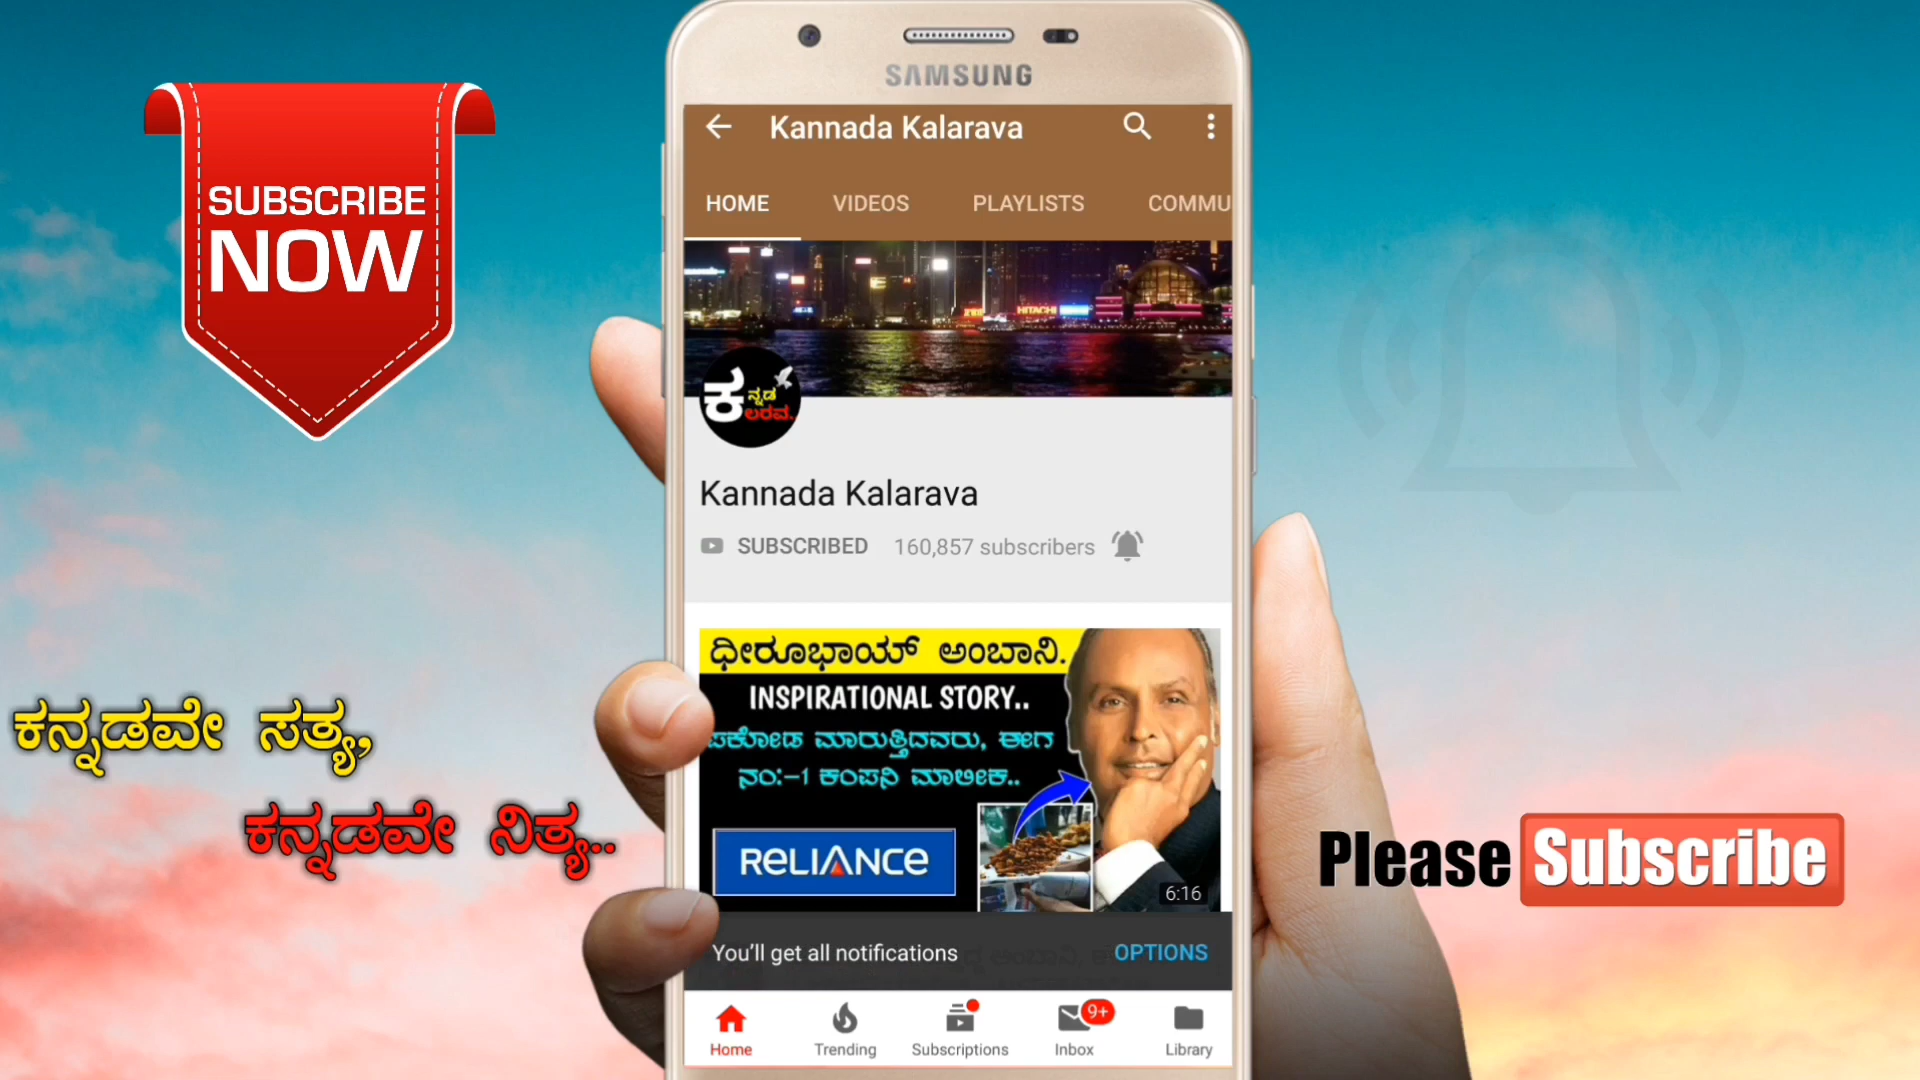 SAMSUNG
Kannada Kalarava
HOME VIDEOS PLAYLISTS COMMU
SUBSCRIBE
NOW
HITACHI
ಕನ್ನಡ
ಕಲರವ.
Kannada Kalarava
SUBSCRIBED 160,857 subscribers
ಧೀರೂಭಾಯ್ ಅಂಬಾನಿ.
INSPIRATIONAL STORY..
ಪಕೋಡ ಮಾರುತ್ತಿದವರು, ಈಗ
ನಂ:-1 ಕಂಪನಿ ಮಾಲೀಕ..
RELIANCE
6:16
ಕನ್ನಡವೇ ಸತ್ಯ,
ಕನ್ನಡವೇ ನಿತ್ಯ..
Please Subscribe
You'll get all notifications OPTIONS
9+
Home Trending Subscriptions Inbox Library